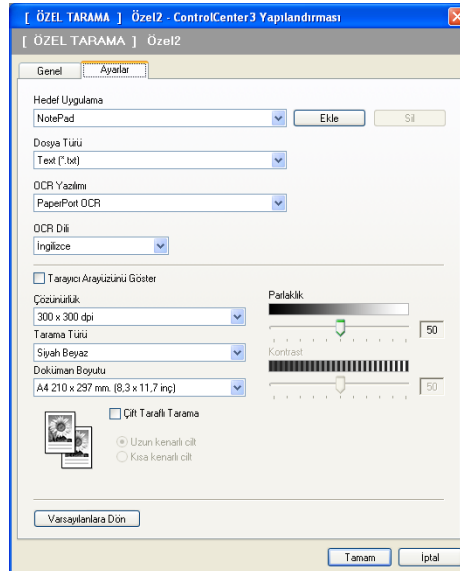 [ ÖZEL TARAMA ] Özel2 - ControlCenter3 Yapılandırması
[ ÖZEL TARAMA ] Özel2
Genel Ayarlar
Hedef Uygulama
NotePad Ekle Sil
Dosya Türü
Text (*.txt)
OCR Yazılımı
PaperPort OCR
OCR Dili
İngilizce
Tarayıcı Arayüzünü Göster
Çözünürlük
300 x 300 dpi
Tarama Türü
Siyah Beyaz
Doküman Boyutu
A4 210 x 297 mm. (8,3 x 11,7 inç)
Parlaklık
50
Kontrast
50
Çift Taraflı Tarama
Uzun kenarlı cilt
Kısa kenarlı cilt
Varsayılanlara Dön
Tamam İptal